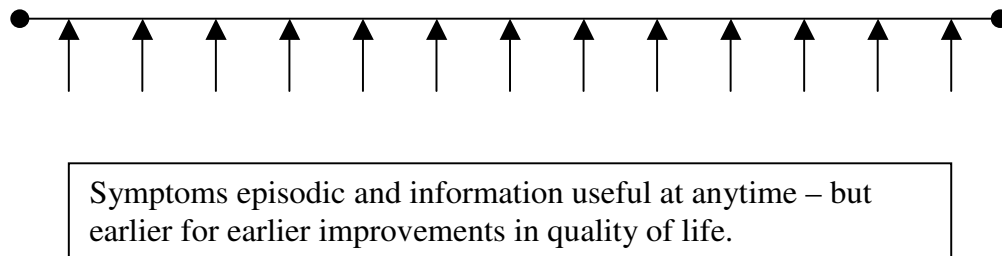 Symptoms episodic and information useful at anytime – but
earlier for earlier improvements in quality of life.